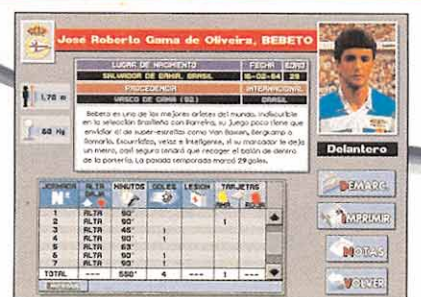 José Roberto Gama de Oliveira, BEBETO
LUGAR DE NACIMIENTO FECHA EDAD
SALVADOR DE BAHIA, BRASIL 16-02-64 29
PROCEDENCIA INTERNACIONAL
VASCO DE GAMA (92) BRASIL
1,78 m
68 Kg
Bebeto es uno de los mejores artetes del mundo. Indiscutible
en la selección Brasileña con Parreira, su juego poco tiene que
envidiar al de super-estrellas como Van Basten, Bergkamp o
Romario. Escurridizo, veloz e inteligente, si su marcador le deja
un metro, casi seguro tendrá que recoger el balón de dentro
de la portería. La pasada temporada marcó 29 goles.
Delantero
JORNADA ALTA BAJA MINUTOS GOLES LESION TARJETAS
Nº
1 ALTA 90'
2 ALTA 90' 1
3 ALTA 45' 1
4 ALTA 90'
5 ALTA 63'
6 ALTA 90' 1
7 ALTA 90' 1
TOTAL --- 558' 4 --- 1 ---
DEMARC.
IMPRIMIR
NOTAS
VOLVER